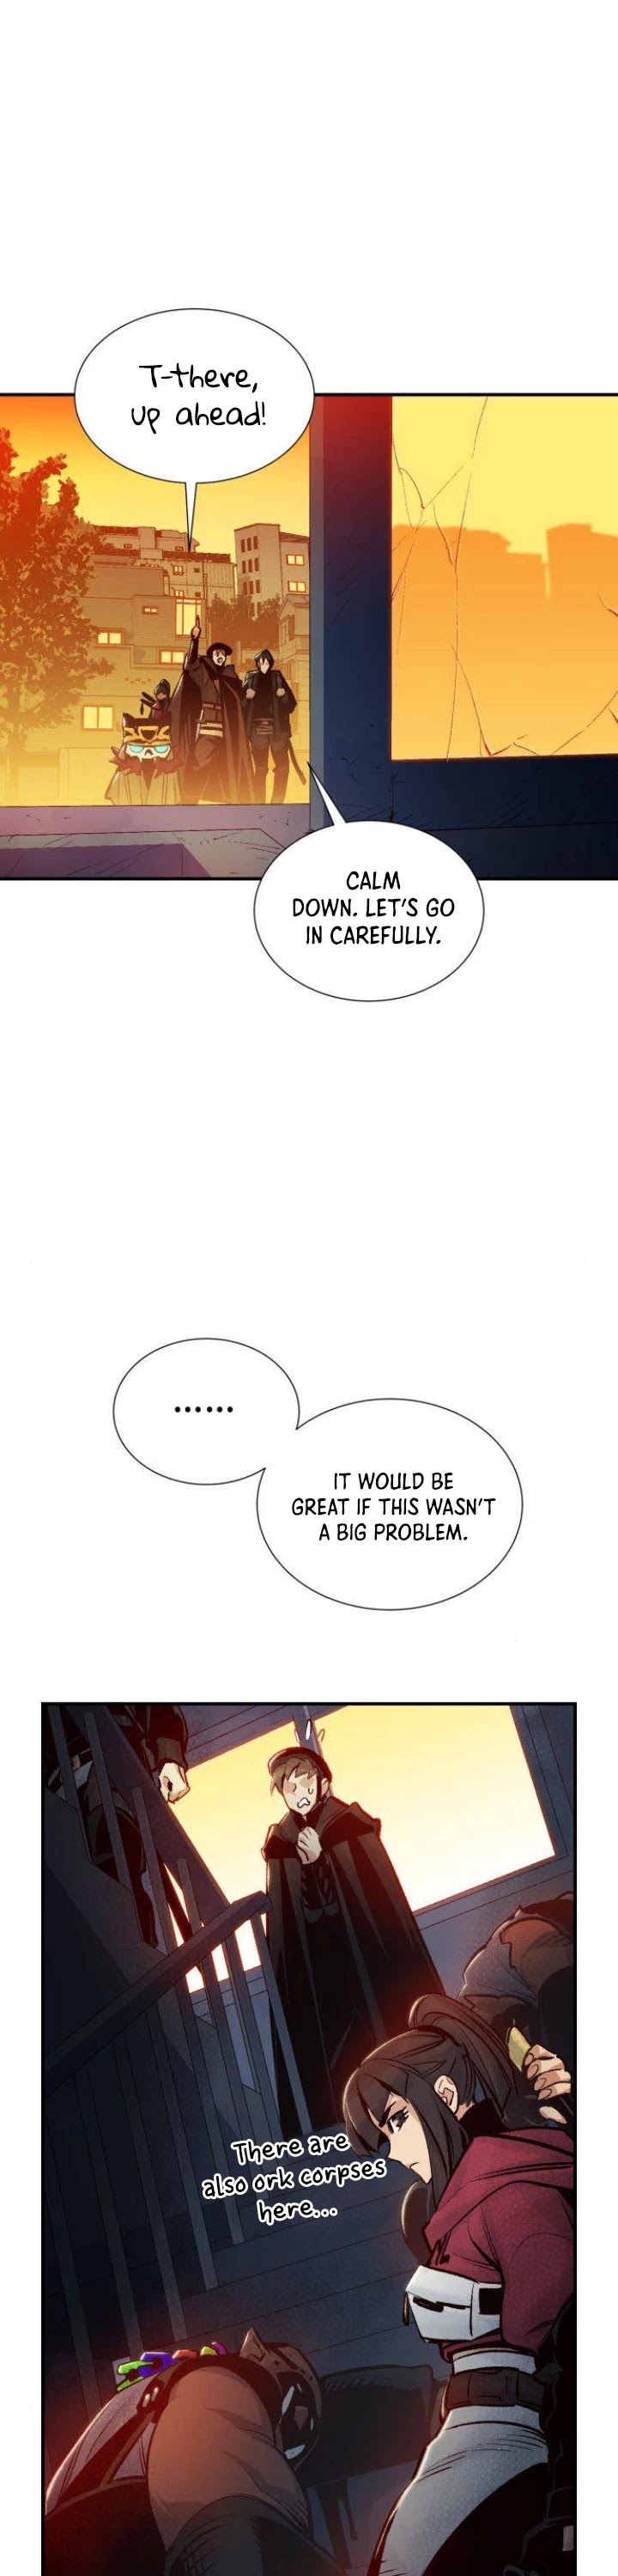 T-there,
up ahead!
CALM
DOWN. LET'S GO
IN CAREFULLY.
......
IT WOULD BE
GREAT IF THIS WASN'T
A BIG PROBLEM.
There are
also ork corpses
here...